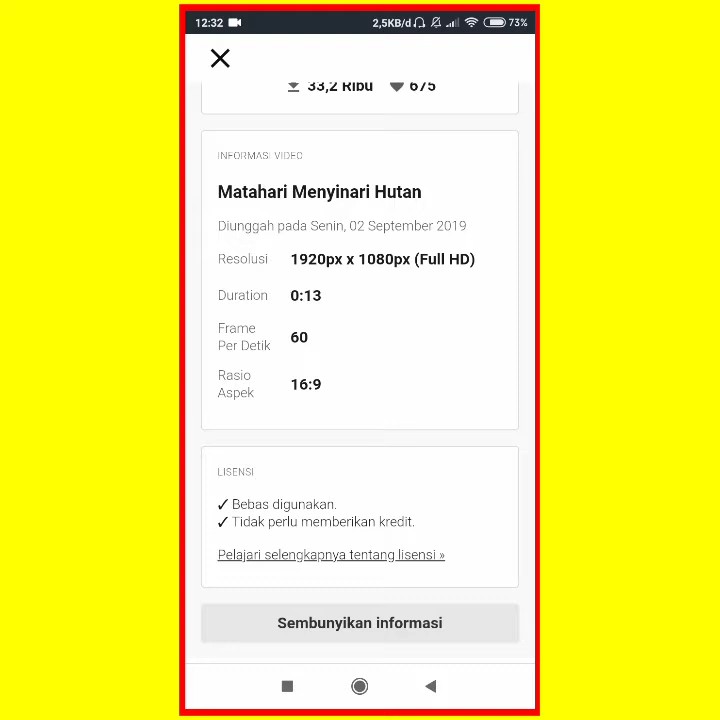 12:32 2,5KB/d 73%
33,2 Ribu 675
INFORMASI VIDEO
Matahari Menyinari Hutan
Diunggah pada Senin, 02 September 2019
Resolusi 1920px x 1080px (Full HD)
Duration 0:13
Frame
Per Detik 60
Rasio
Aspek 16:9
LISENSI
✓ Bebas digunakan.
✓ Tidak perlu memberikan kredit.
Pelajari selengkapnya tentang lisensi »
Sembunyikan informasi